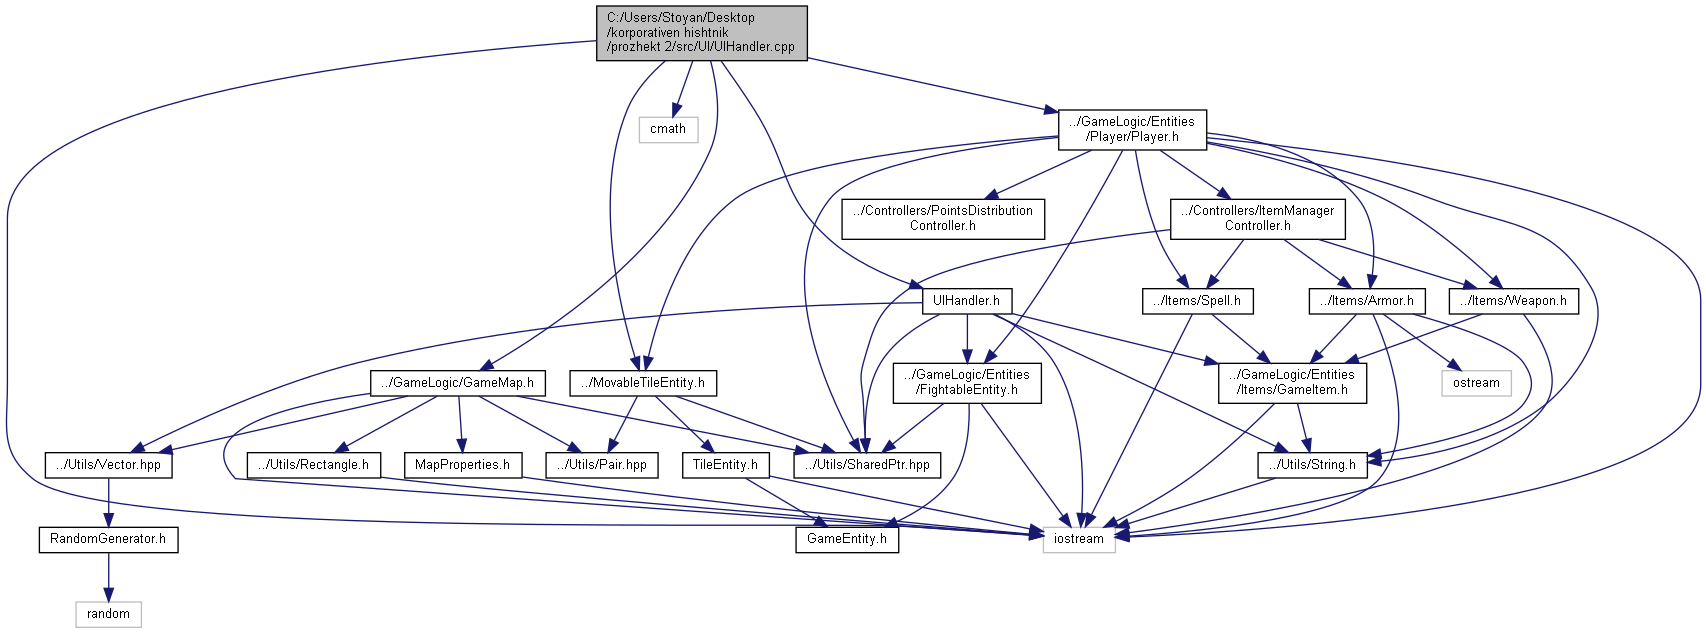 C:/Users/Stoyan/Desktop
/korporativen hishtnik
/prozhekt 2/src/UI/UIHandler.cpp
cmath
../GameLogic/Entities
/Player/Player.h
../Controllers/PointsDistribution
Controller.h
../Controllers/ItemManager
Controller.h
UIHandler.h
../Items/Spell.h
../Items/Armor.h
../Items/Weapon.h
../GameLogic/GameMap.h
../MovableTileEntity.h
../GameLogic/Entities
/FightableEntity.h
../GameLogic/Entities
/Items/GameItem.h
ostream
../Utils/Vector.hpp
../Utils/Rectangle.h
MapProperties.h
../Utils/Pair.hpp
TileEntity.h
../Utils/SharedPtr.hpp
../Utils/String.h
RandomGenerator.h
GameEntity.h
iostream
random